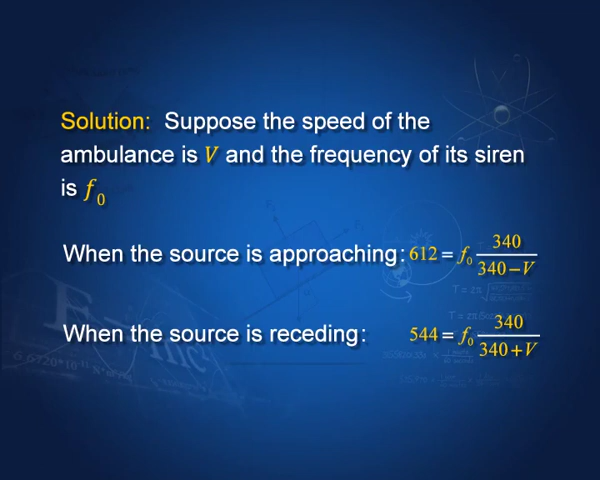 Solution: Suppose the speed of the
ambulance is V and the frequency of its siren
is f₀
When the source is approaching: 612 = f₀ 340/(340−V)
When the source is receding: 544 = f₀ 340/(340+V)